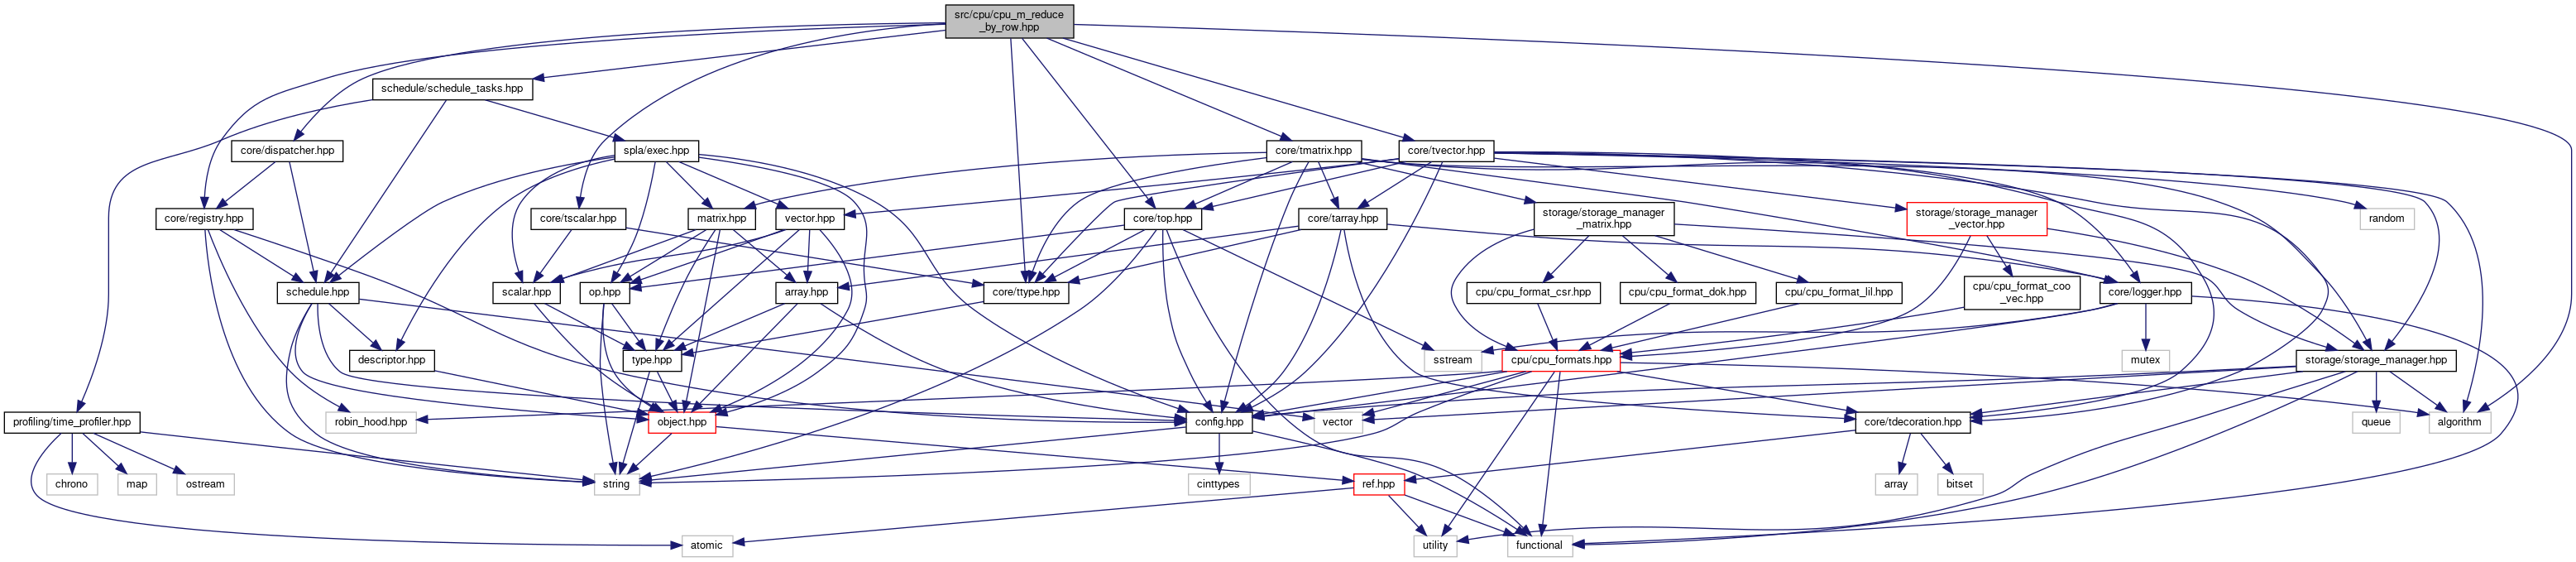 src/cpu/cpu_m_reduce
_by_row.hpp
schedule/schedule_tasks.hpp
core/dispatcher.hpp
spla/exec.hpp
core/tmatrix.hpp
core/tvector.hpp
core/registry.hpp
core/tscalar.hpp
matrix.hpp
vector.hpp
core/top.hpp
core/tarray.hpp
storage/storage_manager
_matrix.hpp
storage/storage_manager
_vector.hpp
random
schedule.hpp
scalar.hpp
op.hpp
array.hpp
core/ttype.hpp
cpu/cpu_format_csr.hpp
cpu/cpu_format_dok.hpp
cpu/cpu_format_lil.hpp
cpu/cpu_format_coo
_vec.hpp
core/logger.hpp
descriptor.hpp
type.hpp
sstream
cpu/cpu_formats.hpp
mutex
storage/storage_manager.hpp
profiling/time_profiler.hpp
robin_hood.hpp
object.hpp
config.hpp
vector
core/tdecoration.hpp
queue
algorithm
chrono
map
ostream
string
cinttypes
ref.hpp
array
bitset
atomic
utility
functional